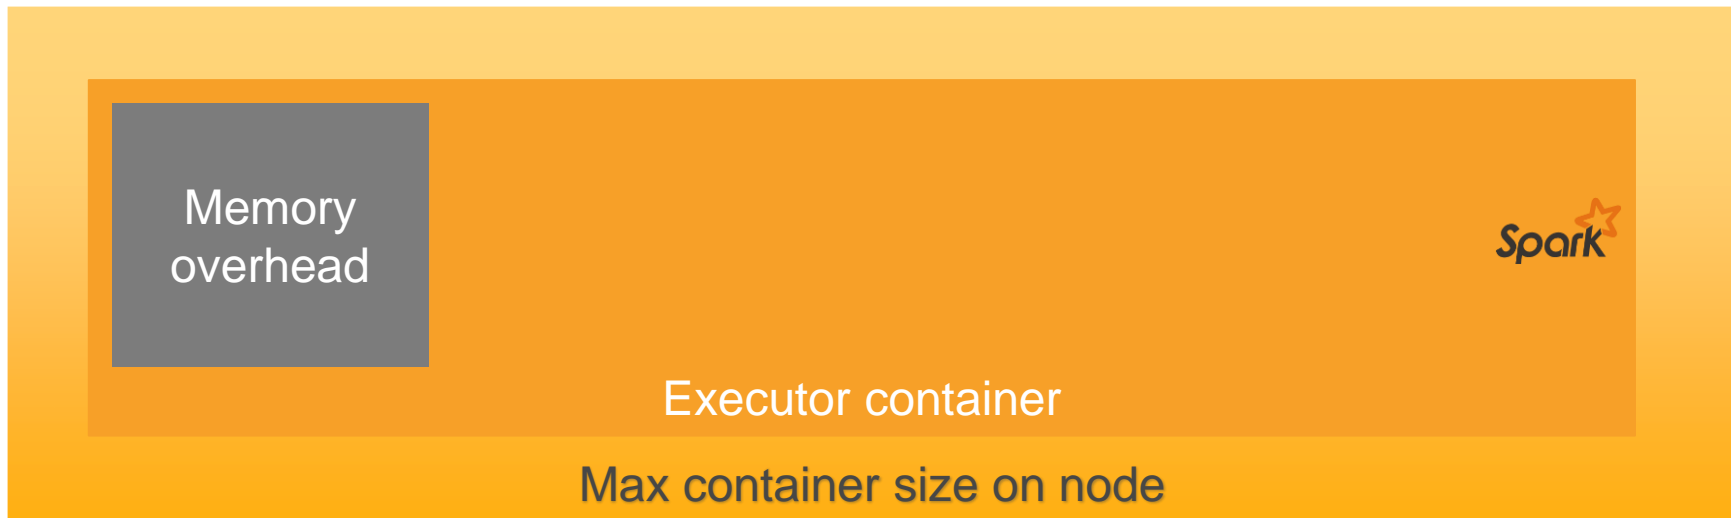 Memory
overhead
Spark
Executor container
Max container size on node